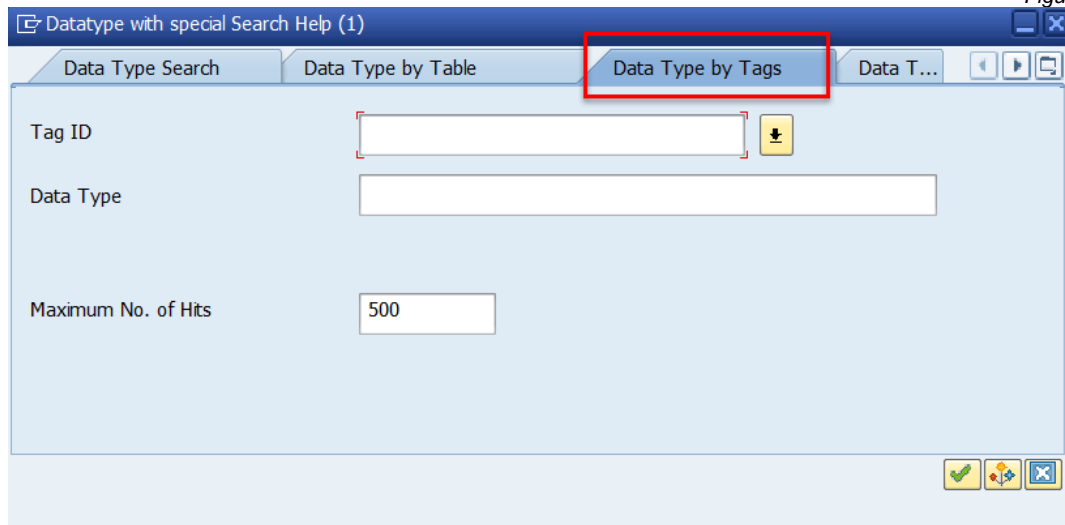 Figu
Datatype with special Search Help (1)
Data Type Search Data Type by Table Data Type by Tags Data T...
Tag ID
Data Type
Maximum No. of Hits 500